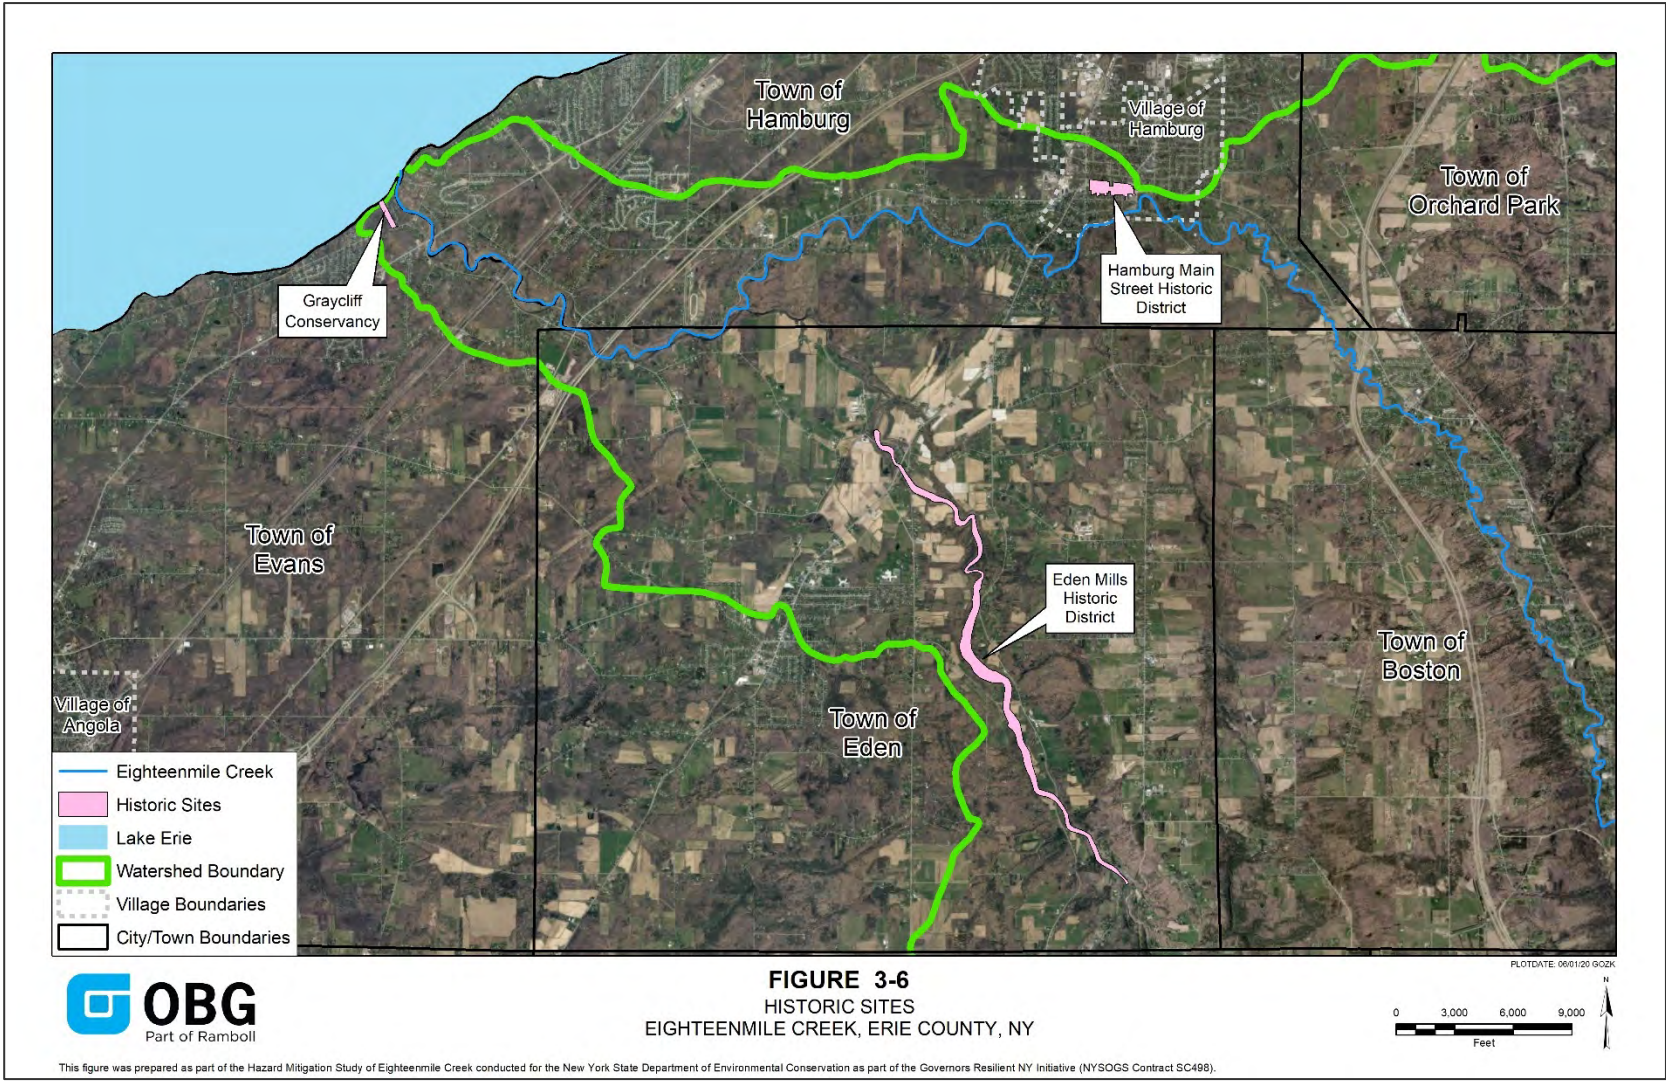 Town of
Hamburg
Village of
Hamburg
Town of
Orchard Park
Graycliff
Conservancy
Hamburg Main
Street Historic
District
Town of
Evans
Eden Mills
Historic
District
Town of
Boston
Village of
Angola
Town of
Eden
Eighteenmile Creek
Historic Sites
Lake Erie
Watershed Boundary
Village Boundaries
City/Town Boundaries
PLOTDATE: 06/01/20 GOZK
OBG
Part of Ramboll
FIGURE 3-6
HISTORIC SITES
EIGHTEENMILE CREEK, ERIE COUNTY, NY
N
0 3,000 6,000 9,000
Feet
This figure was prepared as part of the Hazard Mitigation Study of Eighteenmile Creek conducted for the New York State Department of Environmental Conservation as part of the Governors Resilient NY Initiative (NYSOGS Contract SC498).